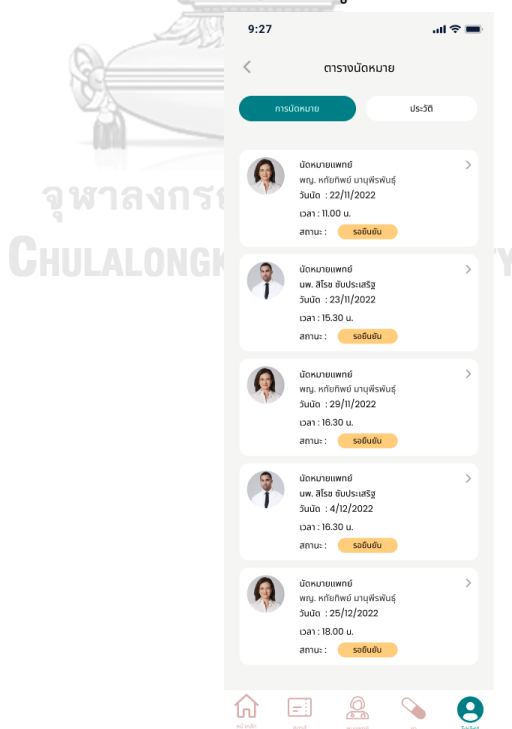 9:27
ตารางนัดหมาย
การนัดหมาย
ประวัติ
นัดหมายแพทย์
พญ. หทัยทิพย์ มานุพีรพันธุ์
วันนัด : 22/11/2022
เวลา : 11.00 น.
สถานะ : รอยืนยัน
นัดหมายแพทย์
นพ. สิโรช ซับประเสริฐ
วันนัด : 23/11/2022
เวลา : 15.30 น.
สถานะ : รอยืนยัน
นัดหมายแพทย์
พญ. หทัยทิพย์ มานุพีรพันธุ์
วันนัด : 29/11/2022
เวลา : 16.30 น.
สถานะ : รอยืนยัน
นัดหมายแพทย์
นพ. สิโรช ซับประเสริฐ
วันนัด : 4/12/2022
เวลา : 16.30 น.
สถานะ : รอยืนยัน
นัดหมายแพทย์
พญ. หทัยทิพย์ มานุพีรพันธุ์
วันนัด : 25/12/2022
เวลา : 18.00 น.
สถานะ : รอยืนยัน
จุฬาลงกร
CHULALONGK
TY
หน้าหลัก